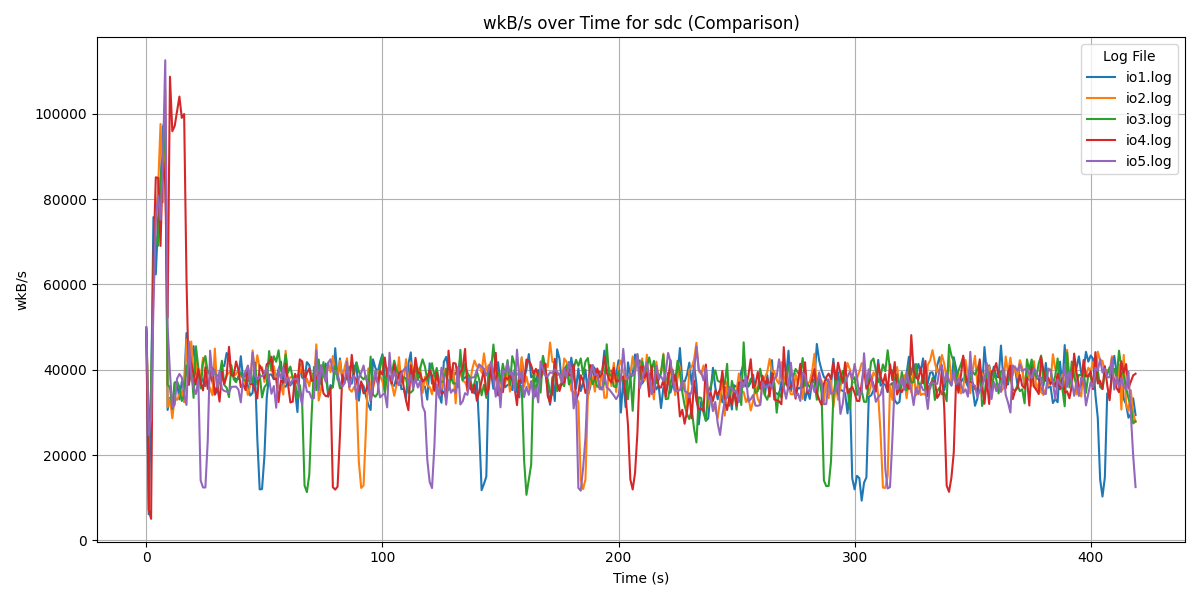 wkB/s over Time for sdc (Comparison)
Log File
io1.log
io2.log
io3.log
io4.log
io5.log
wkB/s
100000
80000
60000
40000
20000
0
0 100 200 300 400
Time (s)